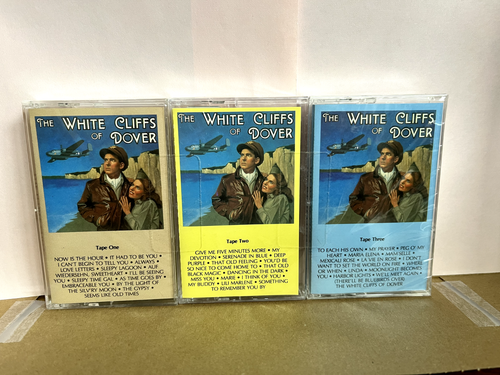 THE WHITE CLIFFS
OF DOVER
Tape One
NOW IS THE HOUR • IT HAD TO BE YOU •
I CAN'T BEGIN TO TELL YOU • ALWAYS •
LOVE LETTERS • SLEEPY LAGOON • AUF
WIEDERSEHN, SWEETHEART • I'LL BE SEEING
YOU • SLEEPY TIME GAL • AS TIME GOES BY •
EMBRACEABLE YOU • BY THE LIGHT OF
THE SILV'RY MOON • THE GYPSY •
SEEMS LIKE OLD TIMES
THE WHITE CLIFFS
OF DOVER
Tape Two
GIVE ME FIVE MINUTES MORE • MY
DEVOTION • SERENADE IN BLUE • DEEP
PURPLE • THAT OLD FEELING • YOU'D BE
SO NICE TO COME HOME TO • THAT OLD
BLACK MAGIC • DANCING IN THE DARK •
MISS YOU • MARIE • I THINK OF YOU •
MY BUDDY • LILI MARLENE • SOMETHING
TO REMEMBER YOU BY
THE WHITE CLIFFS
OF DOVER
Tape Three
TO EACH HIS OWN • MY PRAYER • PEG O' MY
HEART • MARIA ELENA • MAM'SELLE •
MEXICALI ROSE • LA VIE EN ROSE • I DON'T
WANT TO SET THE WORLD ON FIRE • WHERE
OR WHEN • LINDA • MOONLIGHT BECOMES
YOU • HARBOR LIGHTS • WE'LL MEET AGAIN •
(THERE'LL BE BLUEBIRDS OVER)
THE WHITE CLIFFS OF DOVER